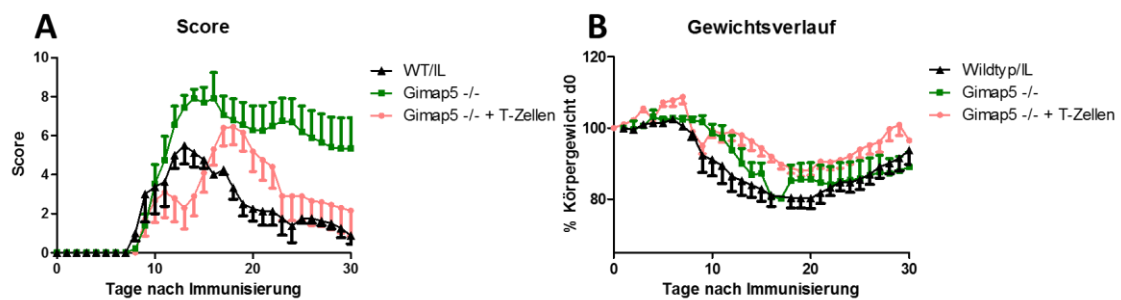 A
Score
10
8
6
4
2
0
Score
0
10
20
30
Tage nach Immunisierung
WT/IL
Gimap5 -/-
Gimap5 -/- + T-Zellen
B
Gewichtsverlauf
120
100
80
% Körpergewicht d0
0
10
20
30
Tage nach Immunisierung
Wildtyp/IL
Gimap5 -/-
Gimap5 -/- + T-Zellen